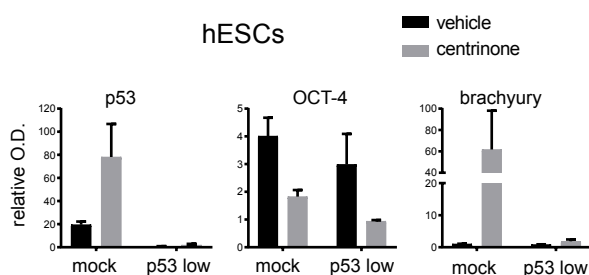 hESCs
vehicle
centrinone
p53
OCT-4
brachyury
relative O.D.
120
100
80
60
40
20
0
5
4
3
2
1
0
100
80
60
40
20
10
0
mock
p53 low
mock
p53 low
mock
p53 low